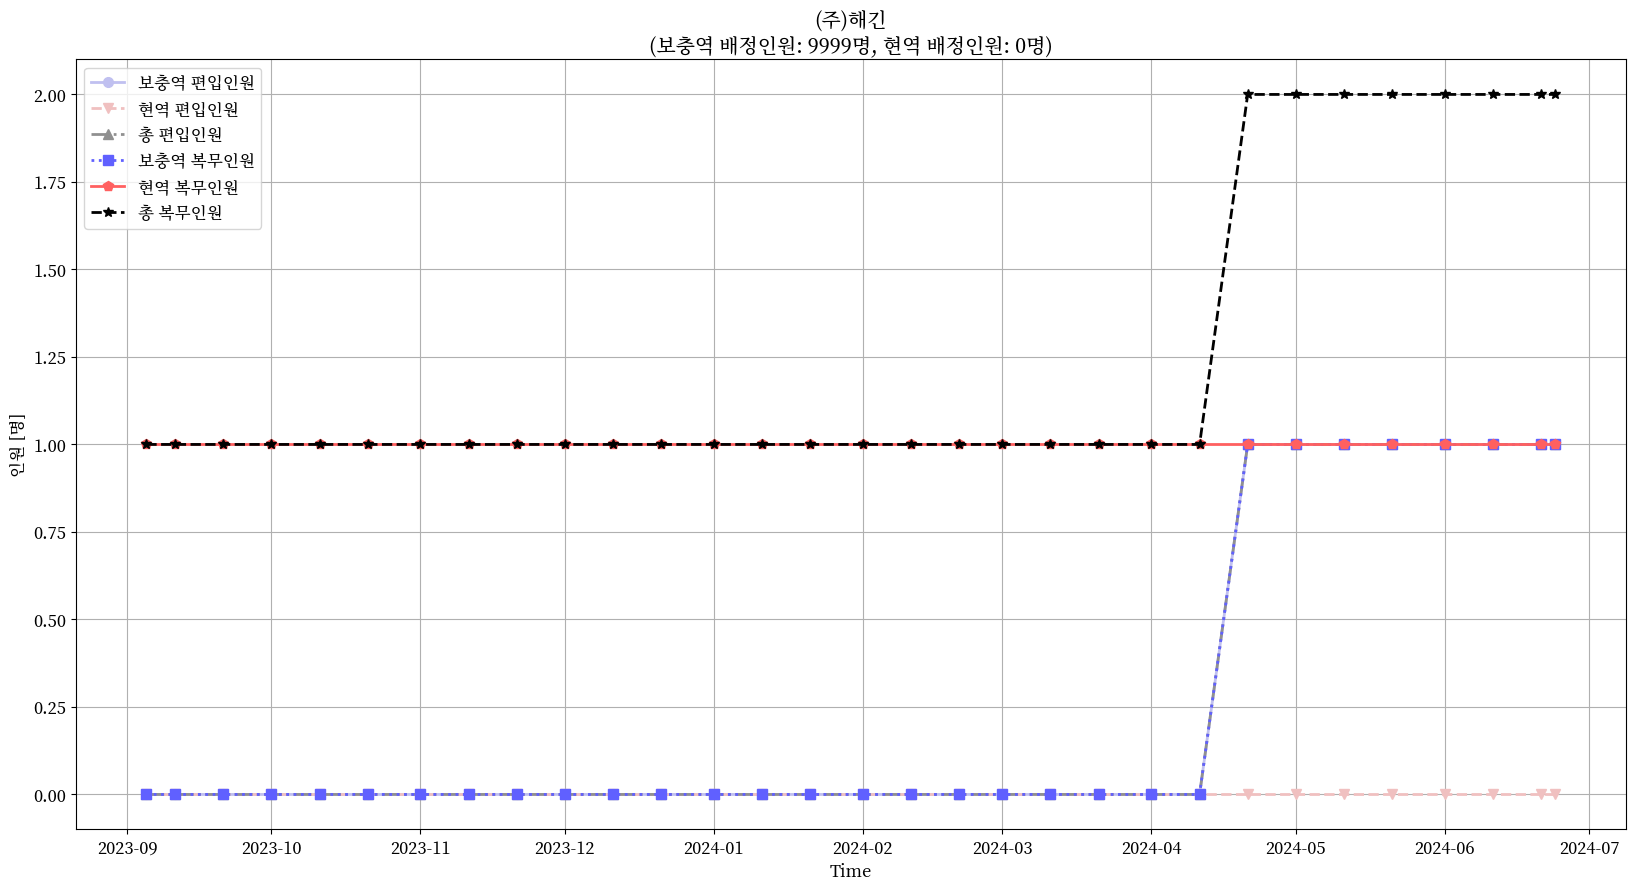 (주)해긴
(보충역 배정인원: 9999명, 현역 배정인원: 0명)
보충역 편입인원
현역 편입인원
총 편입인원
보충역 복무인원
현역 복무인원
총 복무인원
2.00
1.75
1.50
1.25
1.00
0.75
0.50
0.25
0.00
인원 [명]
2023-09 2023-10 2023-11 2023-12 2024-01 2024-02 2024-03 2024-04 2024-05 2024-06 2024-07
Time